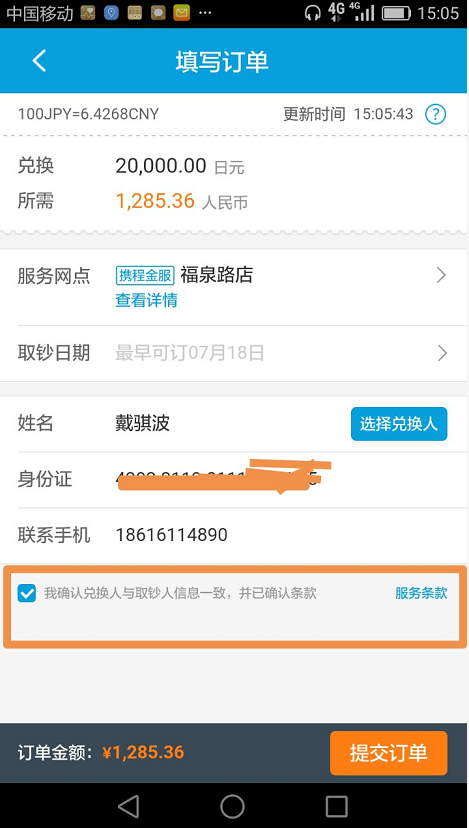 中国移动 4G 4G 15:05
填写订单
100JPY=6.4268CNY 更新时间 15:05:43 ?
兑换 20,000.00 日元
所需 1,285.36 人民币
服务网点 携程金服 福泉路店
查看详情
取钞日期 最早可订07月18日
姓名 戴骐波 选择兑换人
身份证
联系手机 18616114890
我确认兑换人与取钞人信息一致，并已确认条款 服务条款
订单金额：¥1,285.36 提交订单